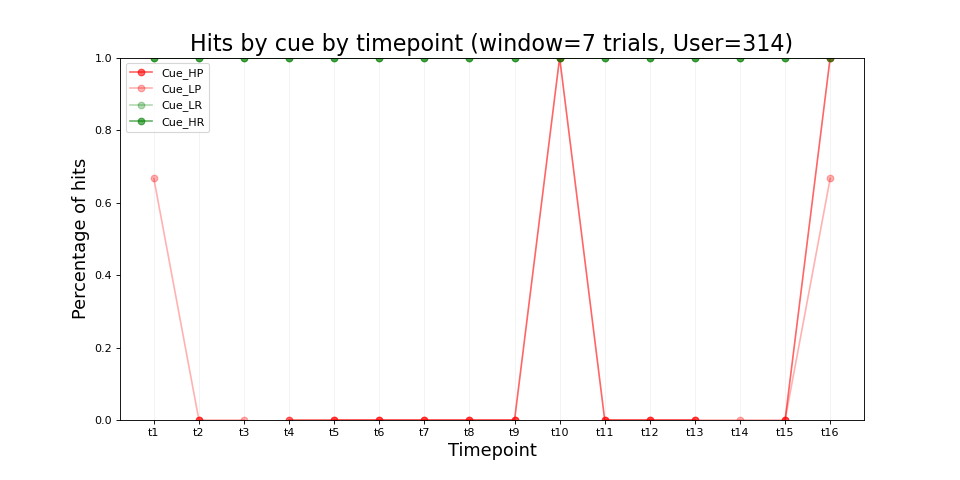 Hits by cue by timepoint (window=7 trials, User=314)
1.0
0.8
0.6
0.4
0.2
0.0
Percentage of hits
Cue_HP
Cue_LP
Cue_LR
Cue_HR
t1 t2 t3 t4 t5 t6 t7 t8 t9 t10 t11 t12 t13 t14 t15 t16
Timepoint